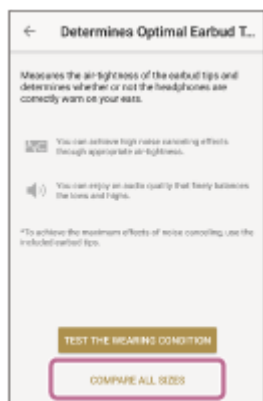 ← Determines Optimal Earbud T...
Measures the air-tightness of the earbud tips and
determines whether or not the headphones are
correctly worn on your ears.
You can achieve high noise canceling effects
through appropriate air-tightness.
You can enjoy an audio quality that finely balances
the lows and highs.
*To achieve the maximum effects of noise canceling, use the
included earbud tips.
TEST THE WEARING CONDITION
COMPARE ALL SIZES